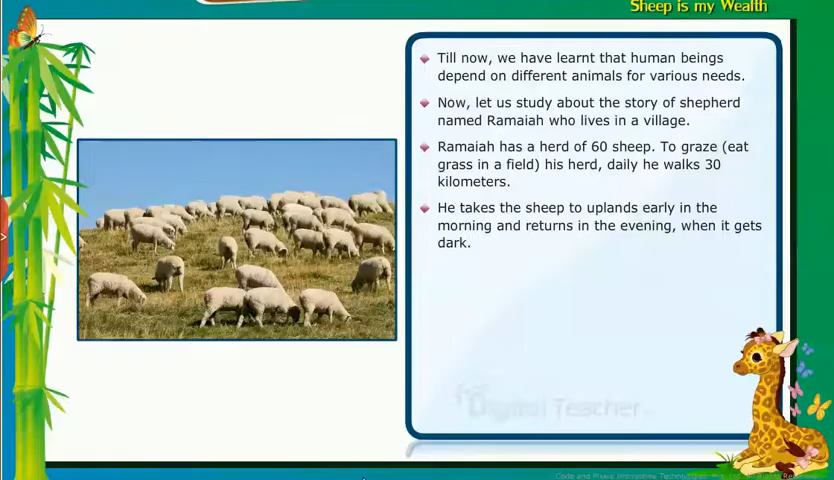 Sheep is my Wealth
Till now, we have learnt that human beings
depend on different animals for various needs.
Now, let us study about the story of shepherd
named Ramaiah who lives in a village.
Ramaiah has a herd of 60 sheep. To graze (eat
grass in a field) his herd, daily he walks 30
kilometers.
He takes the sheep to uplands early in the
morning and returns in the evening, when it gets
dark.
Digital Teacher